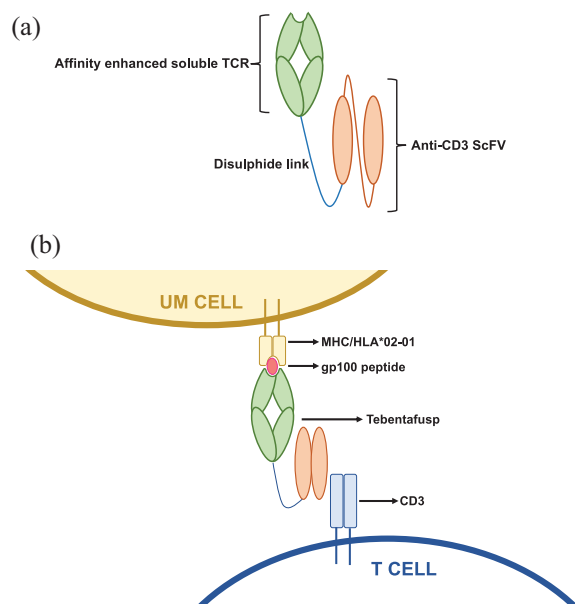 (a)
Affinity enhanced soluble TCR
Anti-CD3 ScFV
Disulphide link
(b)
UM CELL
MHC/HLA*02-01
gp100 peptide
Tebentafusp
CD3
T CELL